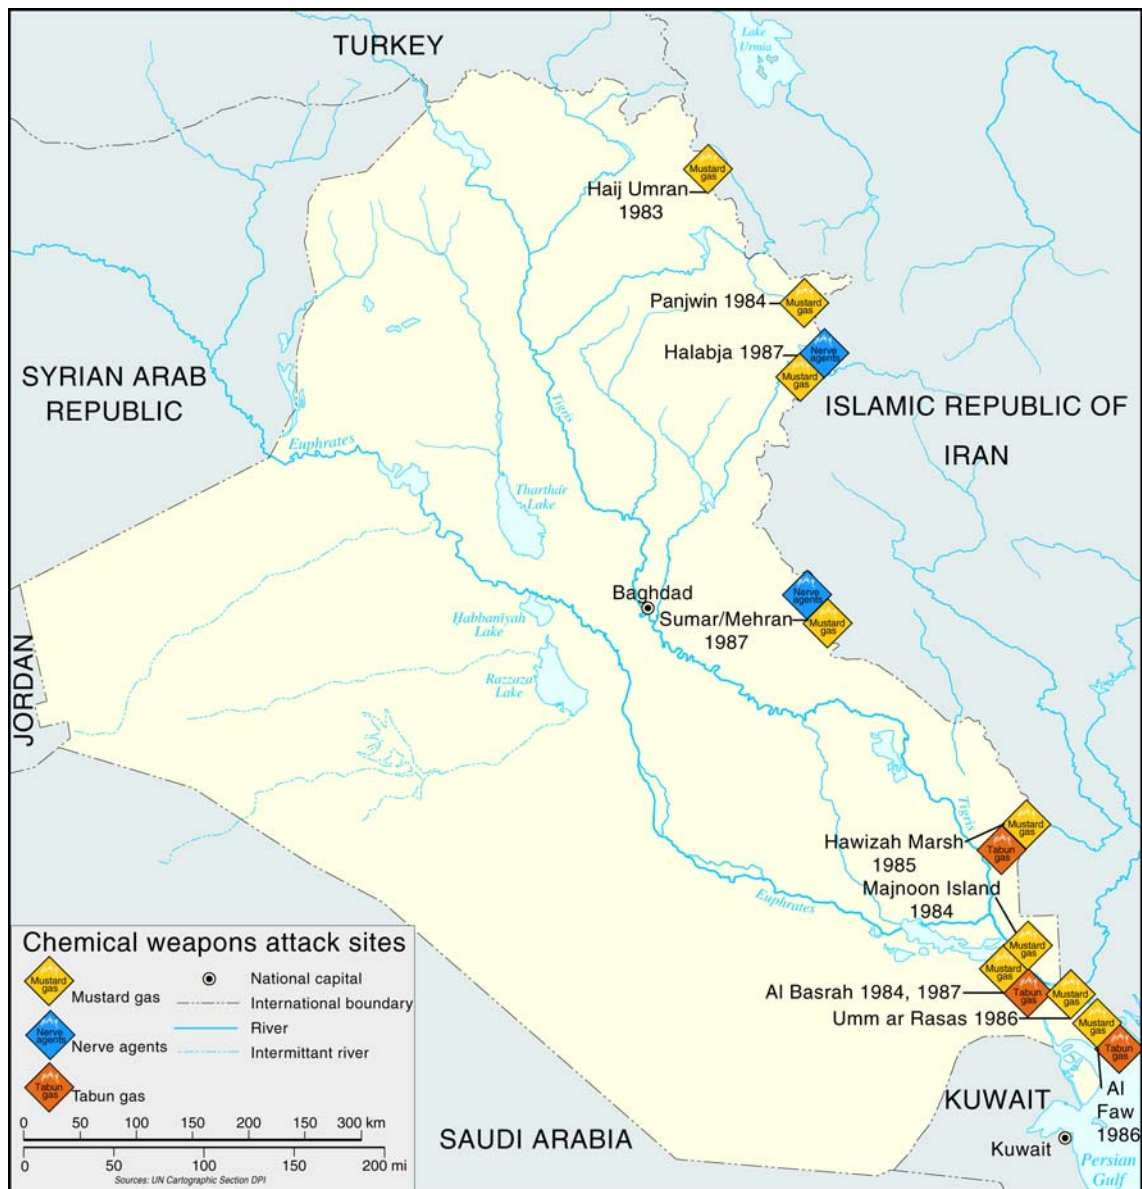 TURKEY
Lake
Urmia
Mustard
gas
Haij Umran
1983
Panjwin 1984
Mustard
gas
Halabja 1987
Nerve
agents
Mustard
gas
SYRIAN ARAB
REPUBLIC
ISLAMIC REPUBLIC OF
IRAN
Tigris
Euphrates
Tharthār
Lake
Nerve
agents
Baghdad
Sumar/Mehran
1987
Mustard
gas
Ḥabbanīyah
Lake
Razzaza
Lake
JORDAN
Tigris
Mustard
gas
Hawizah Marsh
1985
Tabun
gas
Majnoon Island
1984
Euphrates
Mustard
gas
Mustard
gas
Al Basrah 1984, 1987
Tabun
gas
Mustard
gas
Umm ar Rasas 1986
Mustard
gas
Tabun
gas
Al
Faw
1986
KUWAIT
Kuwait
Persian
Gulf
SAUDI ARABIA
Chemical weapons attack sites
Mustard
gas
Mustard gas
Nerve
agents
Nerve agents
Tabun
gas
Tabun gas
National capital
International boundary
River
Intermittant river
0 50 100 150 200 250 300 km
0 50 100 150 200 mi
Sources: UN Cartographic Section DPI